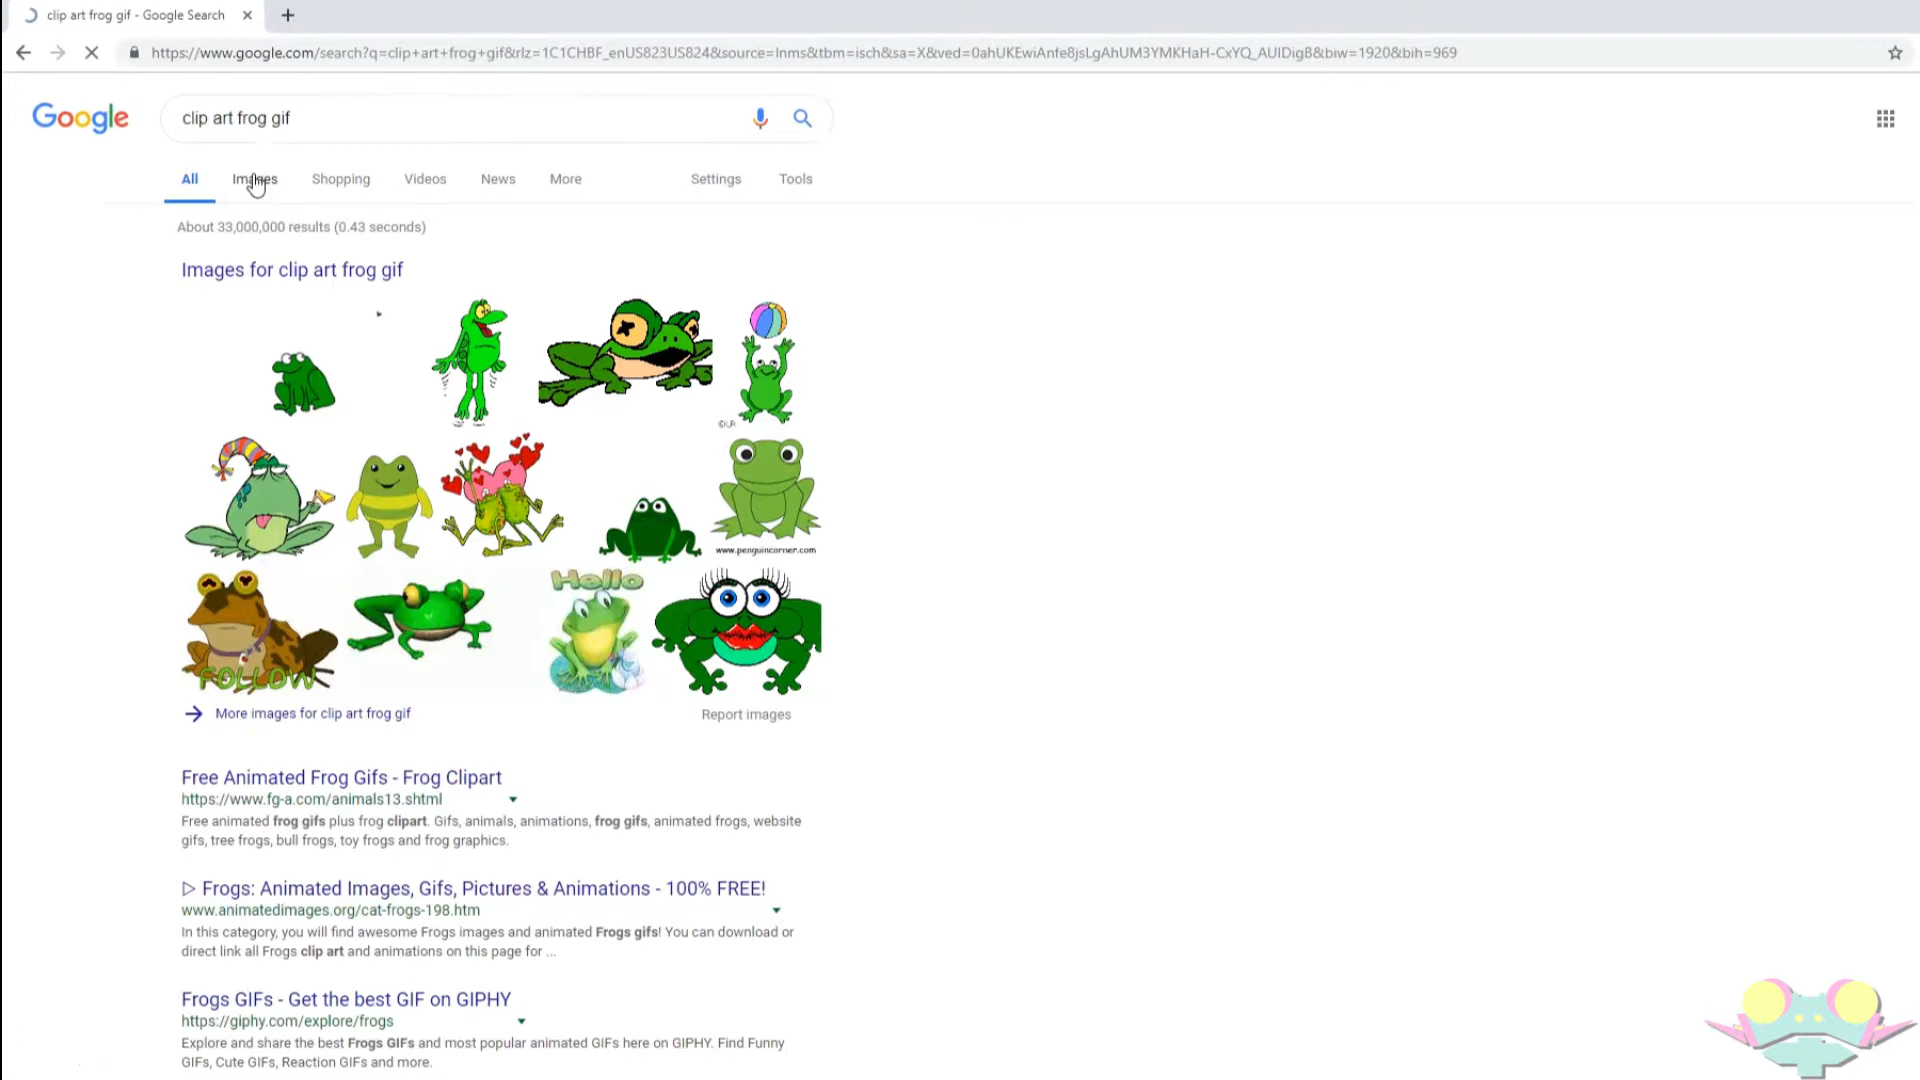 clip art frog gif - Google Search
https://www.google.com/search?q=clip+art+frog+gif&rlz=1C1CHBF_enUS823US824&source=lnms&tbm=isch&sa=X&ved=0ahUKEwiAnfe8jsLgAhUM3YMKHaH-CxYQ_AUIDigB&biw=1920&bih=969
Google
clip art frog gif
All Images Shopping Videos News More Settings Tools
About 33,000,000 results (0.43 seconds)
Images for clip art frog gif
www.penguincorner.com
Hello
FOLLOW
More images for clip art frog gif
Report images
Free Animated Frog Gifs - Frog Clipart
https://www.fg-a.com/animals13.shtml
Free animated frog gifs plus frog clipart. Gifs, animals, animations, frog gifs, animated frogs, website
gifs, tree frogs, bull frogs, toy frogs and frog graphics.
▷ Frogs: Animated Images, Gifs, Pictures & Animations - 100% FREE!
www.animatedimages.org/cat-frogs-198.htm
In this category, you will find awesome Frogs images and animated Frogs gifs! You can download or
direct link all Frogs clip art and animations on this page for ...
Frogs GIFs - Get the best GIF on GIPHY
https://giphy.com/explore/frogs
Explore and share the best Frogs GIFs and most popular animated GIFs here on GIPHY. Find Funny
GIFs, Cute GIFs, Reaction GIFs and more.